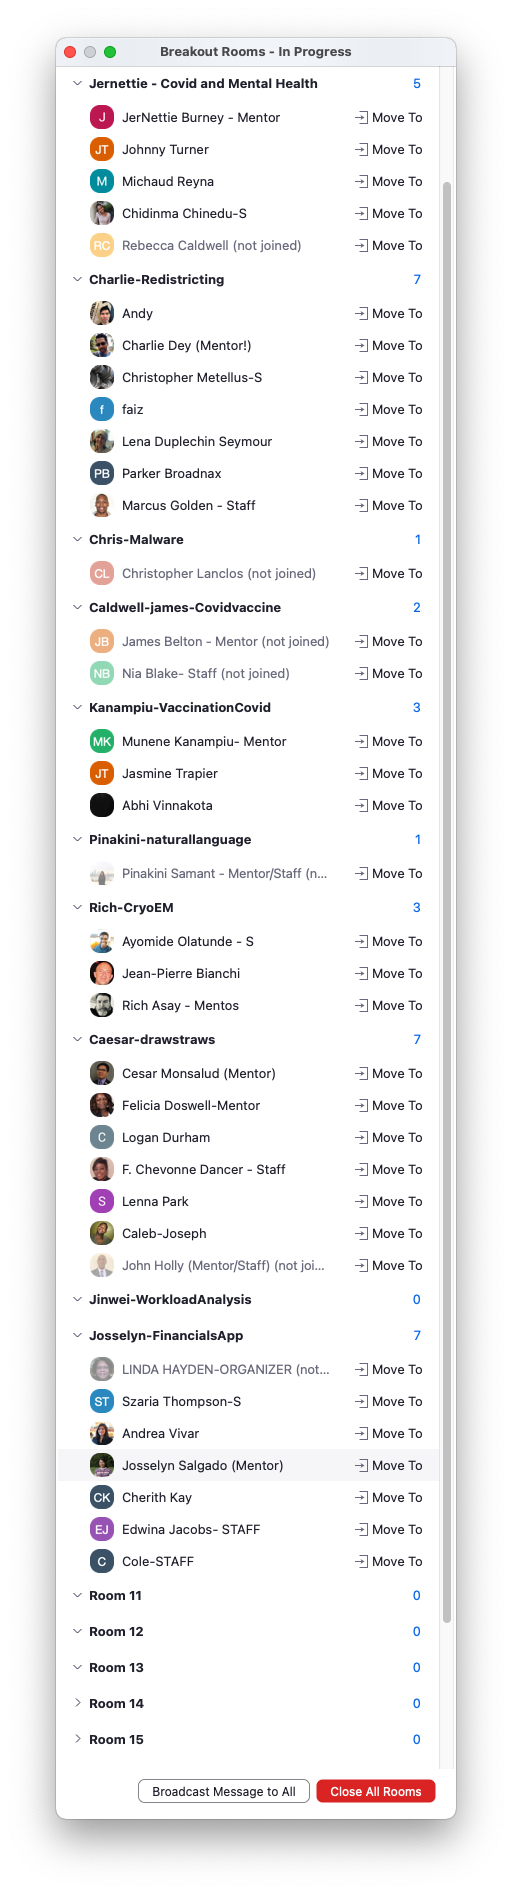 Breakout Rooms - In Progress
Jernettie - Covid and Mental Health 5
J JerNettie Burney - Mentor Move To
JT Johnny Turner Move To
M Michaud Reyna Move To
Chidinma Chinedu-S Move To
RC Rebecca Caldwell (not joined) Move To
Charlie-Redistricting 7
Andy Move To
Charlie Dey (Mentor!) Move To
Christopher Metellus-S Move To
f faiz Move To
Lena Duplechin Seymour Move To
PB Parker Broadnax Move To
Marcus Golden - Staff Move To
Chris-Malware 1
CL Christopher Lanclos (not joined) Move To
Caldwell-james-Covidvaccine 2
JB James Belton - Mentor (not joined) Move To
NB Nia Blake- Staff (not joined) Move To
Kanampiu-VaccinationCovid 3
MK Munene Kanampiu- Mentor Move To
JT Jasmine Trapier Move To
Abhi Vinnakota Move To
Pinakini-naturallanguage 1
Pinakini Samant - Mentor/Staff (n... Move To
Rich-CryoEM 3
Ayomide Olatunde - S Move To
Jean-Pierre Bianchi Move To
Rich Asay - Mentos Move To
Caesar-drawstraws 7
Cesar Monsalud (Mentor) Move To
Felicia Doswell-Mentor Move To
C Logan Durham Move To
F. Chevonne Dancer - Staff Move To
S Lenna Park Move To
Caleb-Joseph Move To
John Holly (Mentor/Staff) (not joi... Move To
Jinwei-WorkloadAnalysis 0
Josselyn-FinancialsApp 7
LINDA HAYDEN-ORGANIZER (not... Move To
ST Szaria Thompson-S Move To
Andrea Vivar Move To
Josselyn Salgado (Mentor) Move To
CK Cherith Kay Move To
EJ Edwina Jacobs- STAFF Move To
C Cole-STAFF Move To
Room 11 0
Room 12 0
Room 13 0
Room 14 0
Room 15 0
Broadcast Message to All Close All Rooms